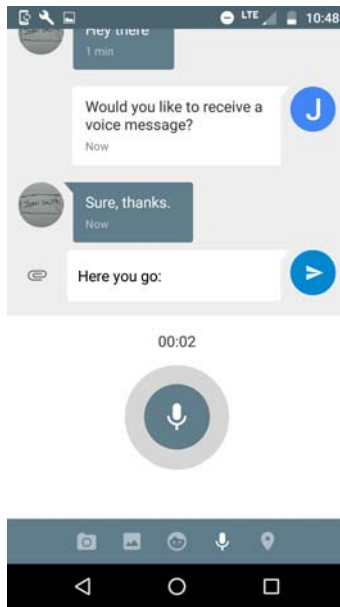 LTE 10:48
Hey there
1 min
Would you like to receive a
voice message?
Now
J
Sure, thanks.
Now
Here you go:
00:02